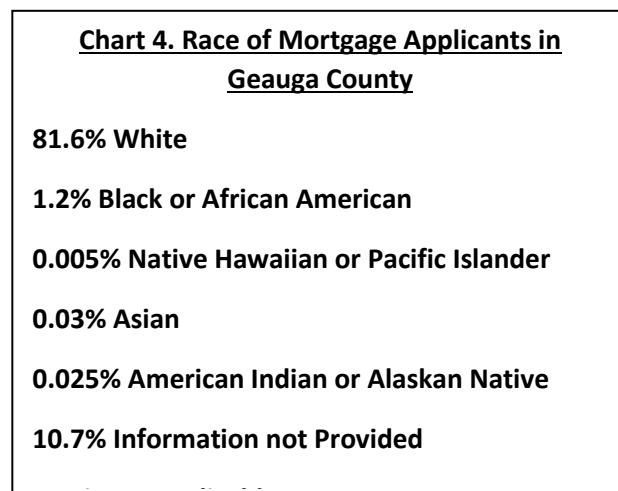 Chart 4. Race of Mortgage Applicants in
Geauga County
81.6% White
1.2% Black or African American
0.005% Native Hawaiian or Pacific Islander
0.03% Asian
0.025% American Indian or Alaskan Native
10.7% Information not Provided